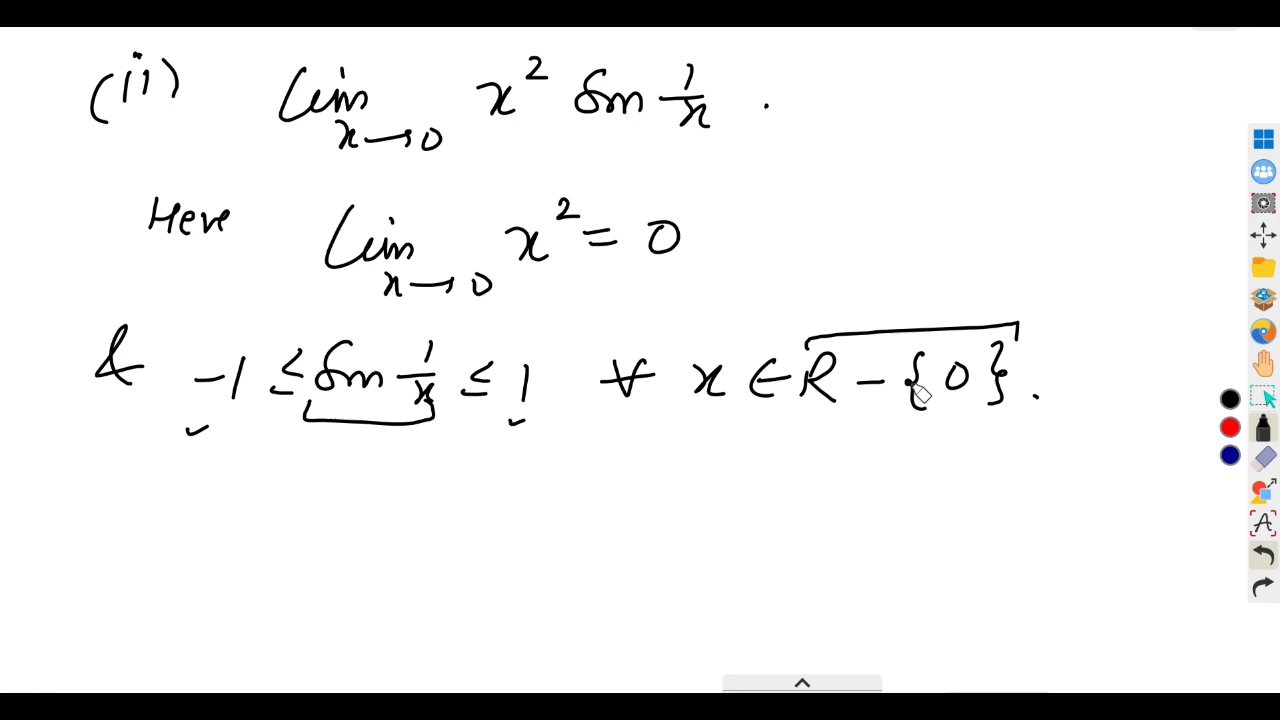 (ii) Lim x→0 x² Sin 1/x .
Here Lim x→0 x² = 0
& -1 ≤ Sin 1/x ≤ 1 ∀ x ∈ R - {0}.